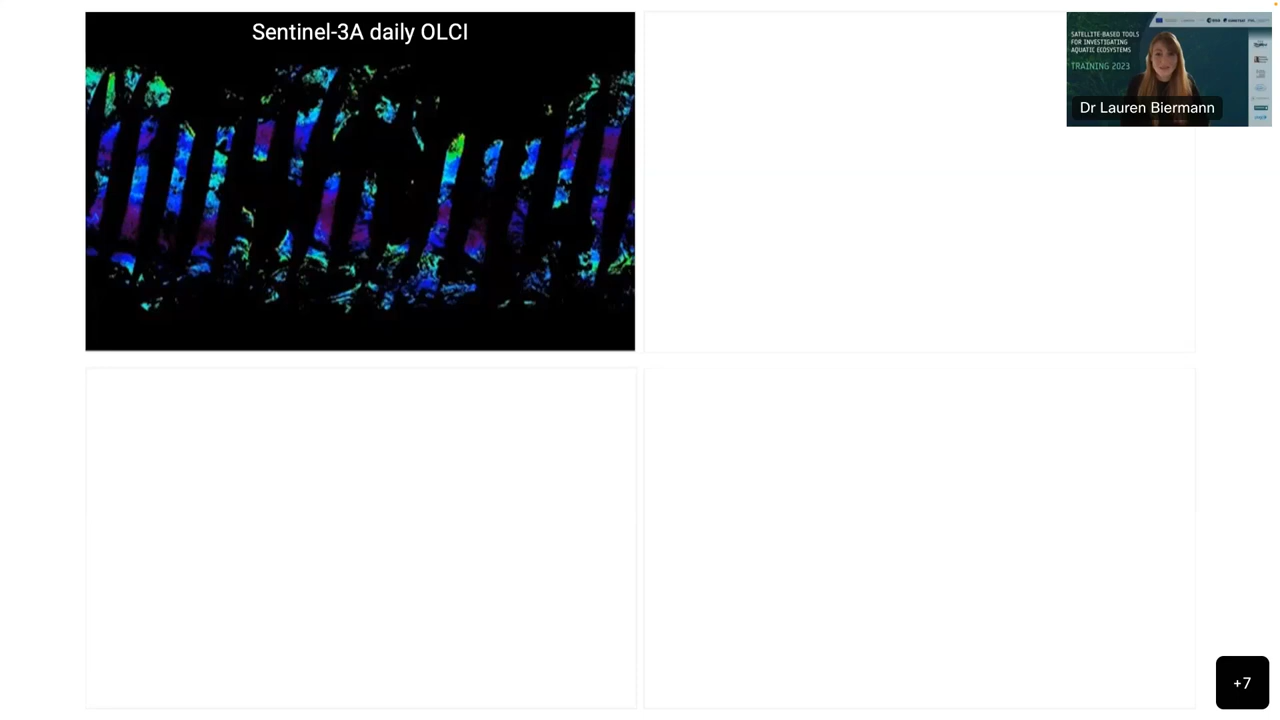 Sentinel-3A daily OLCI
SATELLITE-BASED TOOLS
FOR INVESTIGATING
AQUATIC ECOSYSTEMS
TRAINING 2023
Dr Lauren Biermann
+7